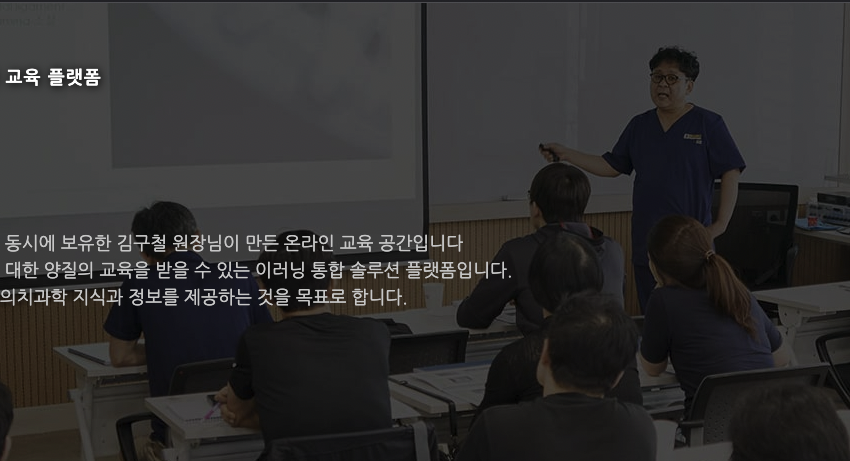 교육 플랫폼
동시에 보유한 김구철 원장님이 만든 온라인 교육 공간입니다
대한 양질의 교육을 받을 수 있는 이러닝 통합 솔루션 플랫폼입니다.
의치과학 지식과 정보를 제공하는 것을 목표로 합니다.